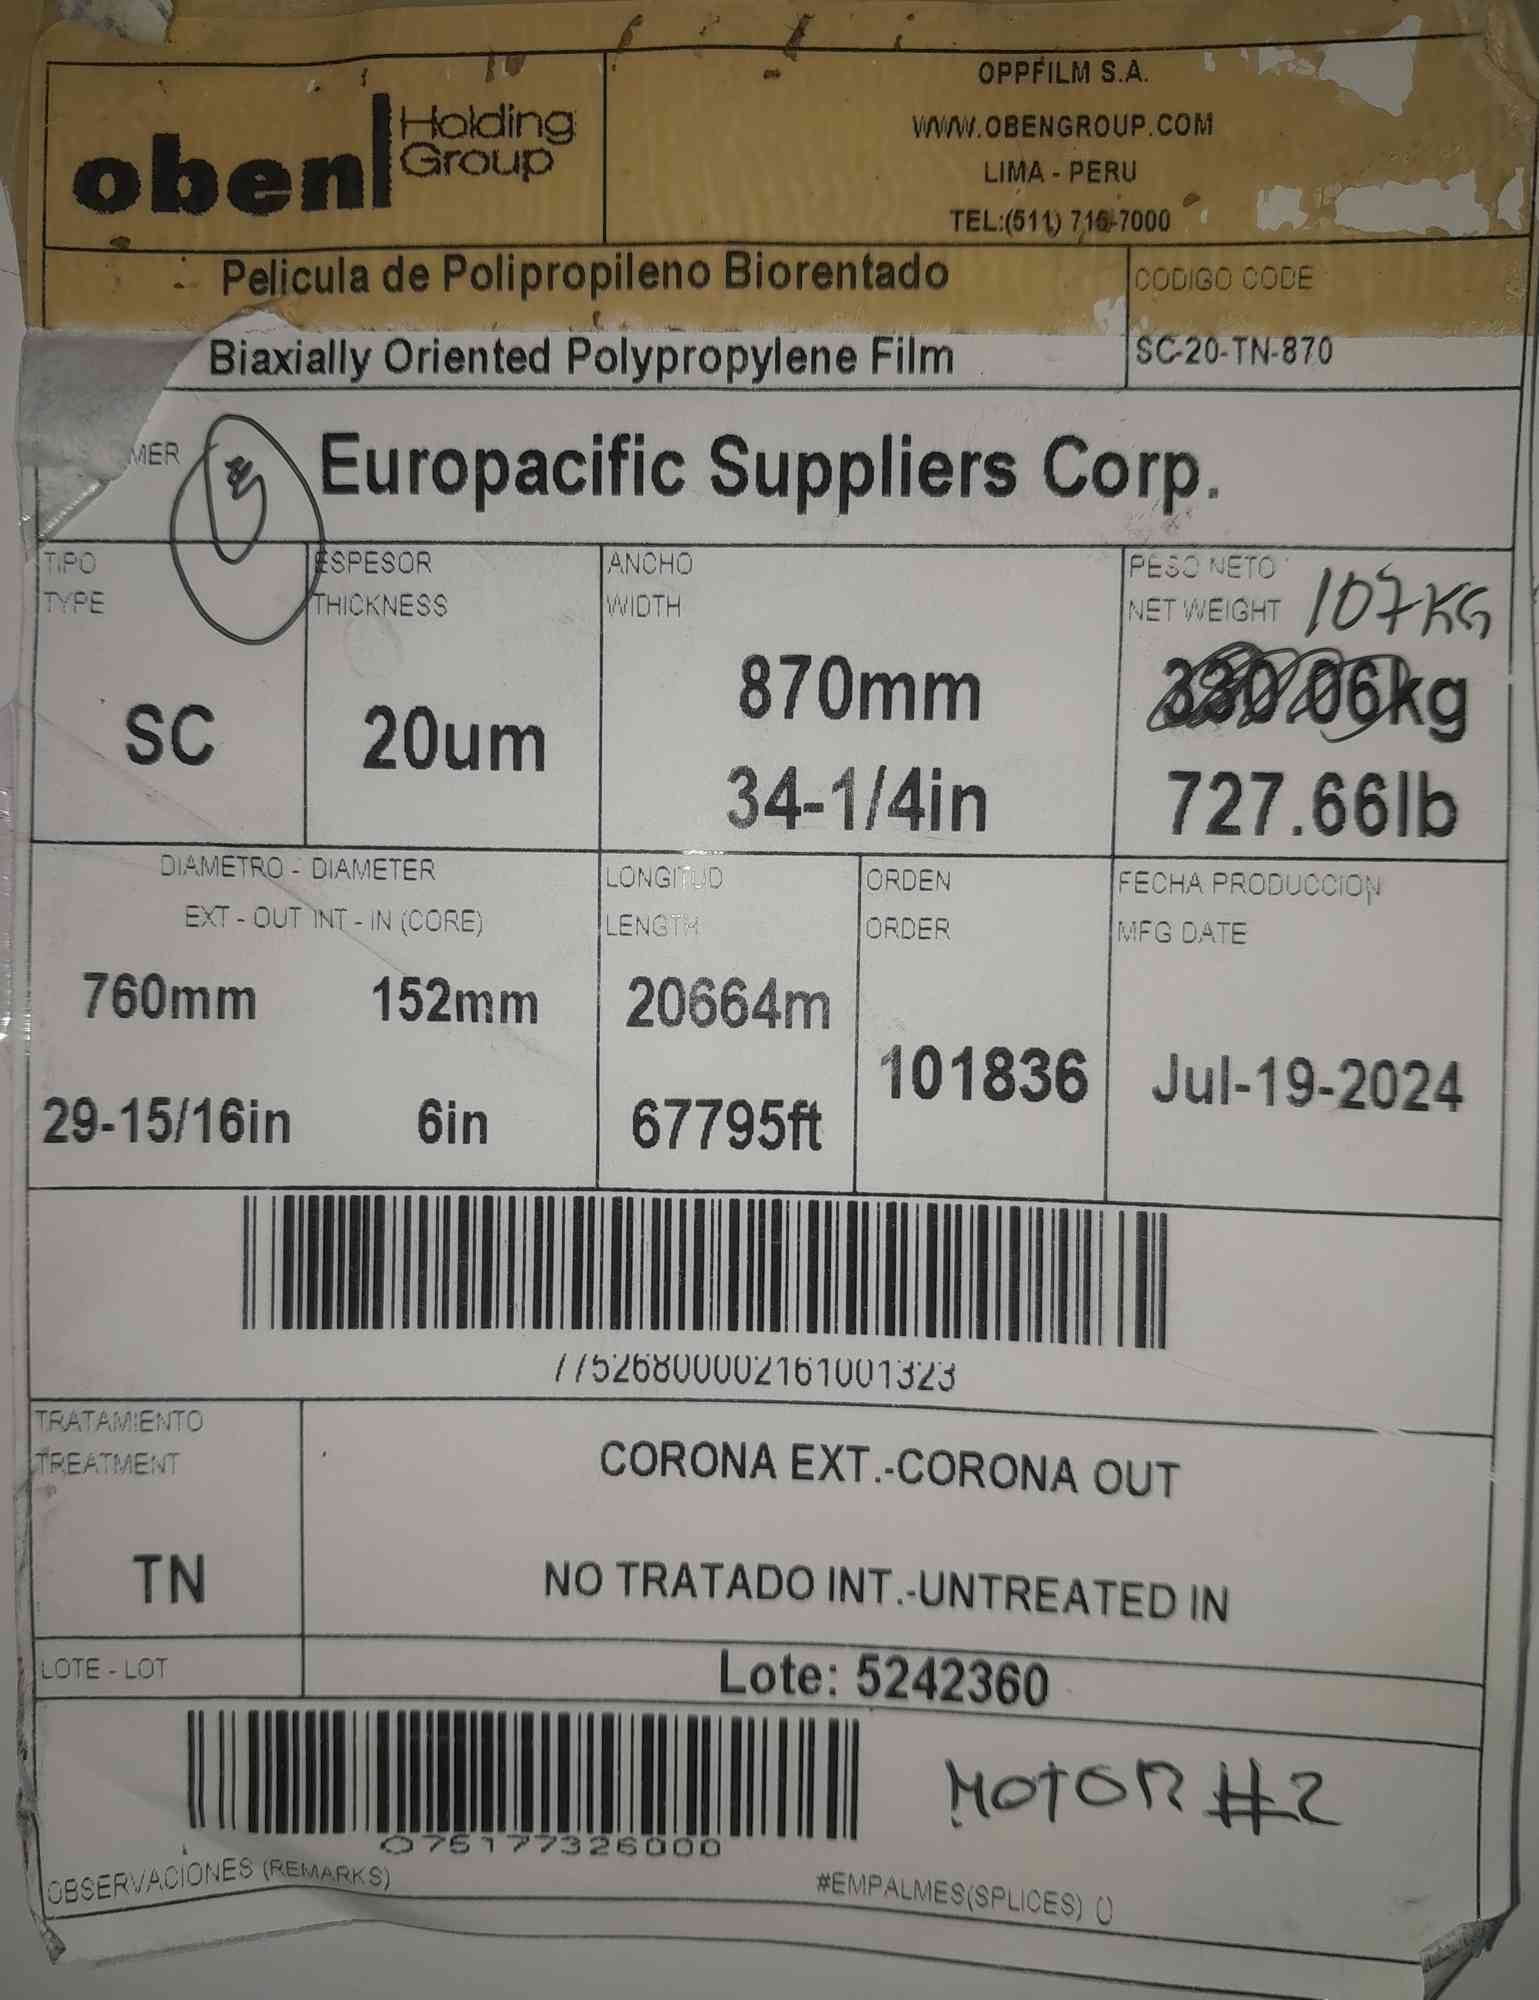 oben Holding
Group
OPPFILM S.A.
WWW.OBENGROUP.COM
LIMA - PERU
TEL:(511) 716-7000
Pelicula de Polipropileno Biorentado
Biaxially Oriented Polypropylene Film
CODIGO CODE
SC-20-TN-870
MER
Europacific Suppliers Corp.
TIPO
TYPE
SC
ESPESOR
THICKNESS
20um
ANCHO
WIDTH
870mm
34-1/4in
PESO NETO
NET WEIGHT
107KG
330.06kg
727.66lb
DIAMETRO - DIAMETER
EXT - OUT INT - IN (CORE)
760mm 152mm
29-15/16in 6in
LONGITUD
LENGTH
20664m
67795ft
ORDEN
ORDER
101836
FECHA PRODUCCION
MFG DATE
Jul-19-2024
77526800002161001323
TRATAMIENTO
TREATMENT
TN
CORONA EXT.-CORONA OUT
NO TRATADO INT.-UNTREATED IN
LOTE - LOT
Lote: 5242360
075177326000
MOTOR #2
OBSERVACIONES (REMARKS)
#EMPALMES(SPLICES) ()